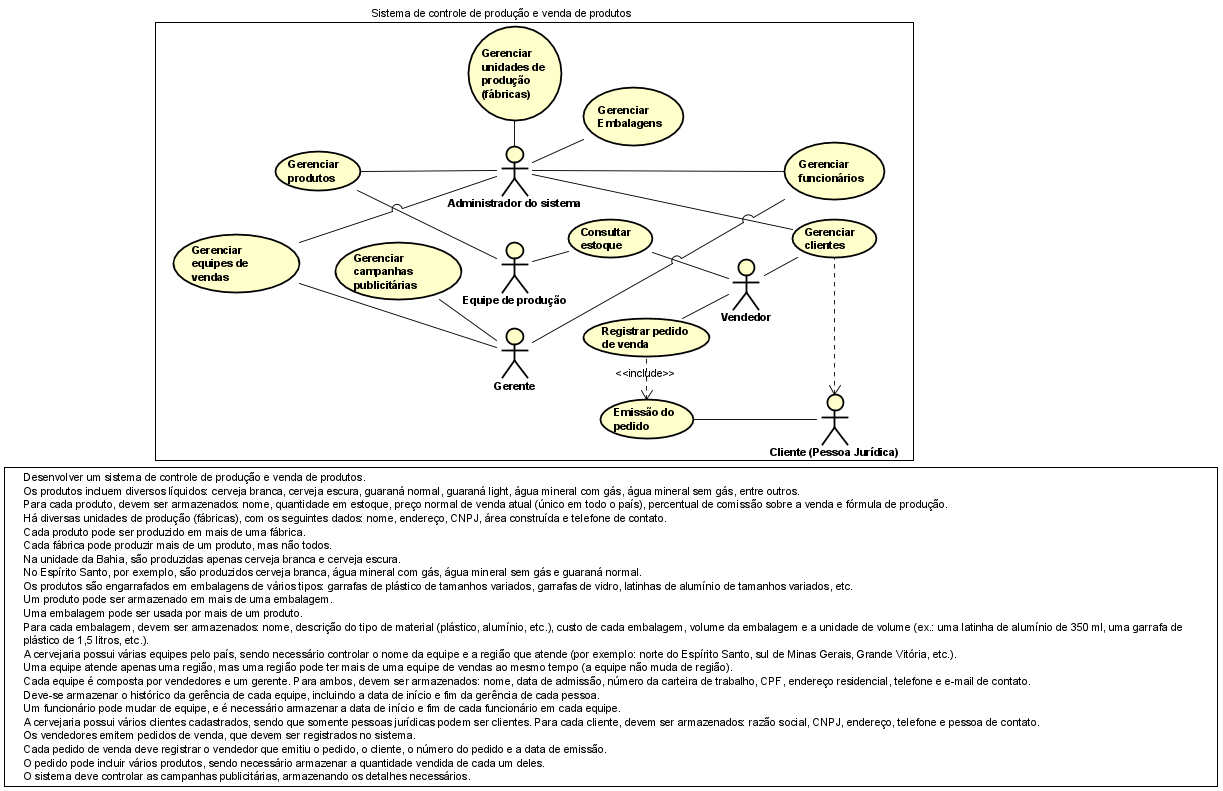 Sistema de controle de produção e venda de produtos
Gerenciar
unidades de
produção
(fábricas)
Gerenciar
Embalagens
Gerenciar
produtos
Gerenciar
funcionários
Administrador do sistema
Gerenciar
equipes de
vendas
Gerenciar
campanhas
publicitárias
Consultar
estoque
Gerenciar
clientes
Equipe de produção
Vendedor
Registrar pedido
de venda
Gerente
<<include>>
Emissão do
pedido
Cliente (Pessoa Jurídica)
Desenvolver um sistema de controle de produção e venda de produtos.
Os produtos incluem diversos líquidos: cerveja branca, cerveja escura, guaraná normal, guaraná light, água mineral com gás, água mineral sem gás, entre outros.
Para cada produto, devem ser armazenados: nome, quantidade em estoque, preço normal de venda atual (único em todo o país), percentual de comissão sobre a venda e fórmula de produção.
Há diversas unidades de produção (fábricas), com os seguintes dados: nome, endereço, CNPJ, área construída e telefone de contato.
Cada produto pode ser produzido em mais de uma fábrica.
Cada fábrica pode produzir mais de um produto, mas não todos.
Na unidade da Bahia, são produzidas apenas cerveja branca e cerveja escura.
No Espírito Santo, por exemplo, são produzidos cerveja branca, água mineral com gás, água mineral sem gás e guaraná normal.
Os produtos são engarrafados em embalagens de vários tipos: garrafas de plástico de tamanhos variados, garrafas de vidro, latinhas de alumínio de tamanhos variados, etc.
Um produto pode ser armazenado em mais de uma embalagem.
Uma embalagem pode ser usada por mais de um produto.
Para cada embalagem, devem ser armazenados: nome, descrição do tipo de material (plástico, alumínio, etc.), custo de cada embalagem, volume da embalagem e a unidade de volume (ex.: uma latinha de alumínio de 350 ml, uma garrafa de
plástico de 1,5 litros, etc.).
A cervejaria possui várias equipes pelo país, sendo necessário controlar o nome da equipe e a região que atende (por exemplo: norte do Espírito Santo, sul de Minas Gerais, Grande Vitória, etc.).
Uma equipe atende apenas uma região, mas uma região pode ter mais de uma equipe de vendas ao mesmo tempo (a equipe não muda de região).
Cada equipe é composta por vendedores e um gerente. Para ambos, devem ser armazenados: nome, data de admissão, número da carteira de trabalho, CPF, endereço residencial, telefone e e-mail de contato.
Deve-se armazenar o histórico da gerência de cada equipe, incluindo a data de início e fim da gerência de cada pessoa.
Um funcionário pode mudar de equipe, e é necessário armazenar a data de início e fim de cada funcionário em cada equipe.
A cervejaria possui vários clientes cadastrados, sendo que somente pessoas jurídicas podem ser clientes. Para cada cliente, devem ser armazenados: razão social, CNPJ, endereço, telefone e pessoa de contato.
Os vendedores emitem pedidos de venda, que devem ser registrados no sistema.
Cada pedido de venda deve registrar o vendedor que emitiu o pedido, o cliente, o número do pedido e a data de emissão.
O pedido pode incluir vários produtos, sendo necessário armazenar a quantidade vendida de cada um deles.
O sistema deve controlar as campanhas publicitárias, armazenando os detalhes necessários.